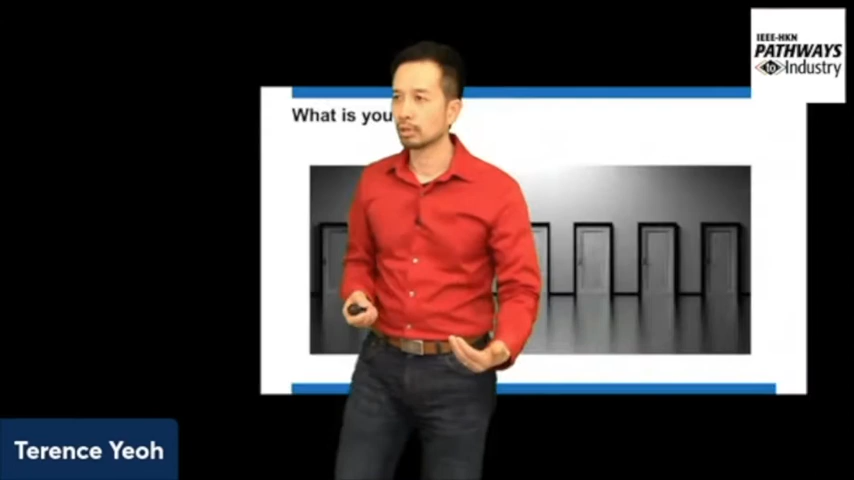 IEEE-HKN
PATHWAYS
to Industry
What is you
Terence Yeoh